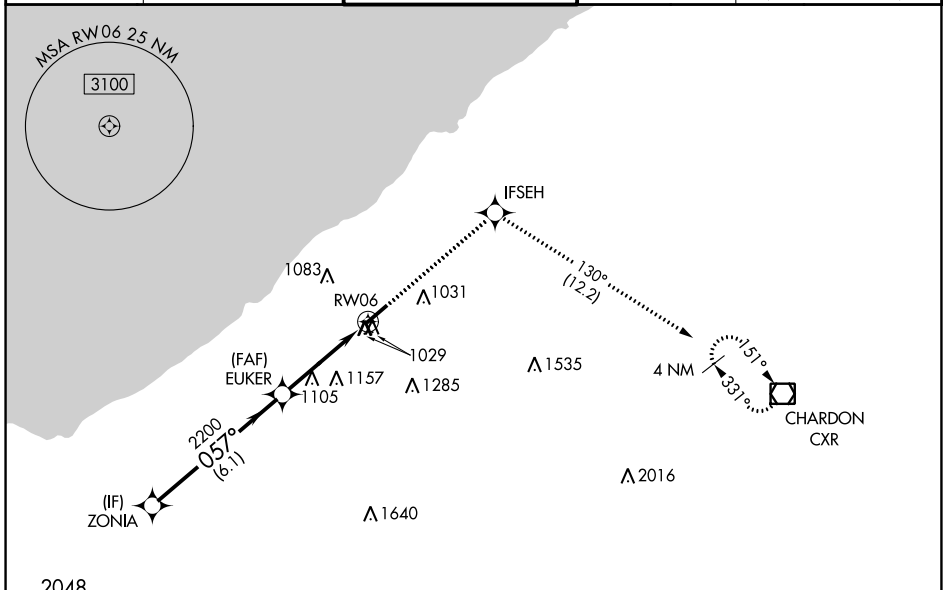 MSA RW06 25 NM
3100
IFSEH
1083
RW06
1031
130°
(12.2)
(FAF)
EUKER
1029
1105
1157
1285
1535
4 NM
151°
331°
CHARDON
CXR
2200
057°
(6.1)
2016
(IF)
ZONIA
1640
2048